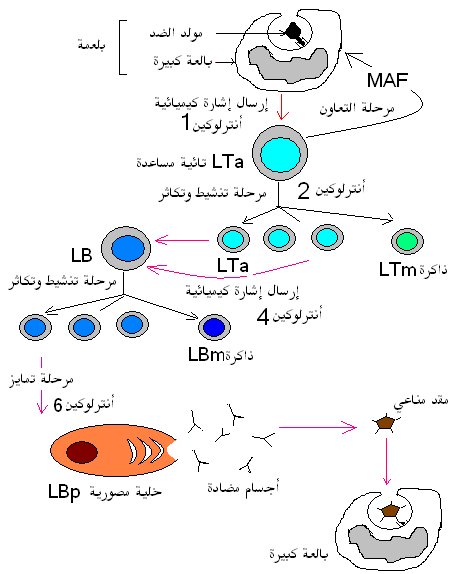 مولد الضد
بلعمة
بالعة كبيرة
MAF
إرسال إشارة كيميائية
أنترلوكين 1
مرحلة التعاون
LTa تائية مساعدة
أنترلوكين 2
مرحلة تنشيط وتكاثر
LB
LTa
LTm ذاكرة
مرحلة تنشيط وتكاثر
إرسال إشارة كيميائية
أنترلوكين 4
LBm ذاكرة
مرحلة تمايز
أنترلوكين 6
مقد مناعي
أجسام مضادة
LBp خلية مصورية
بالعة كبيرة